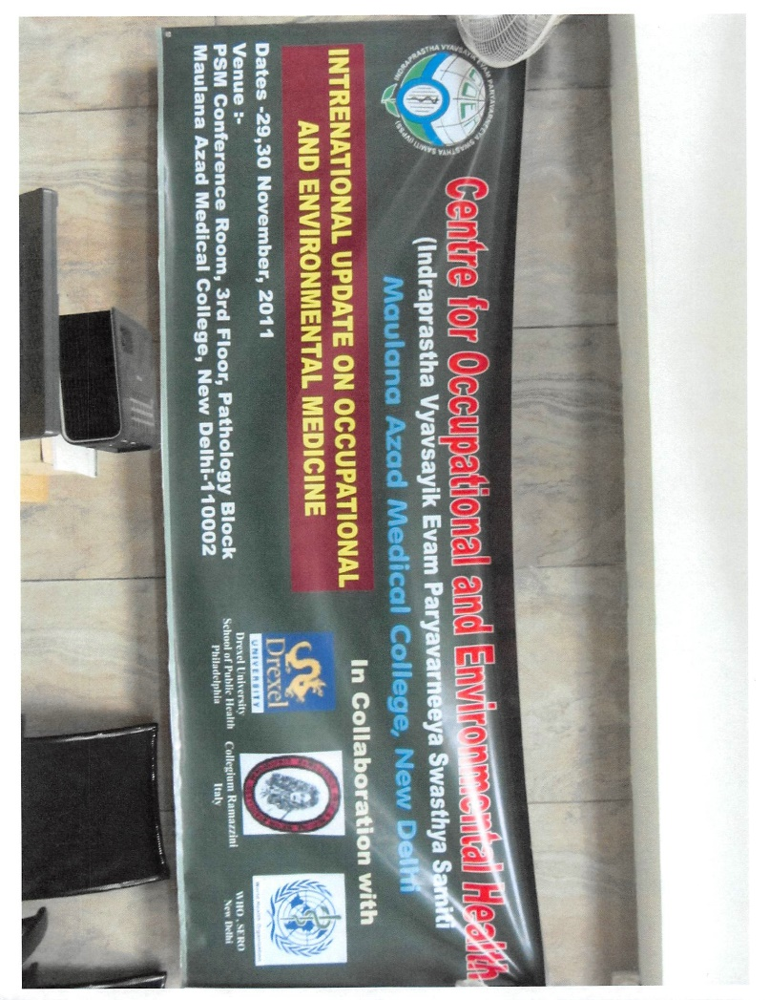 INDRAPRASTHA VYAVSAYIK EVAM PARYAVARNEEYA SWASTHYA SAMITI (IVPSS)
Centre for Occupational and Environmental Health
(Indraprastha Vyavsayik Evam Paryavarneeya Swasthya Samiti
Maulana Azad Medical College, New Delhi
INTRENATIONAL UPDATE ON OCCUPATIONAL
AND ENVIRONMENTAL MEDICINE
Dates -29,30 November, 2011
Venue :-
PSM Conference Room, 3rd Floor, Pathology Block
Maulana Azad Medical College, New Delhi-110002
In Collaboration with
Drexel
UNIVERSITY
Drexel University
School of Public Health
Philadelphia
Collegium Ramazzini
Italy
World Health Organization
WHO, SERO
New Delhi